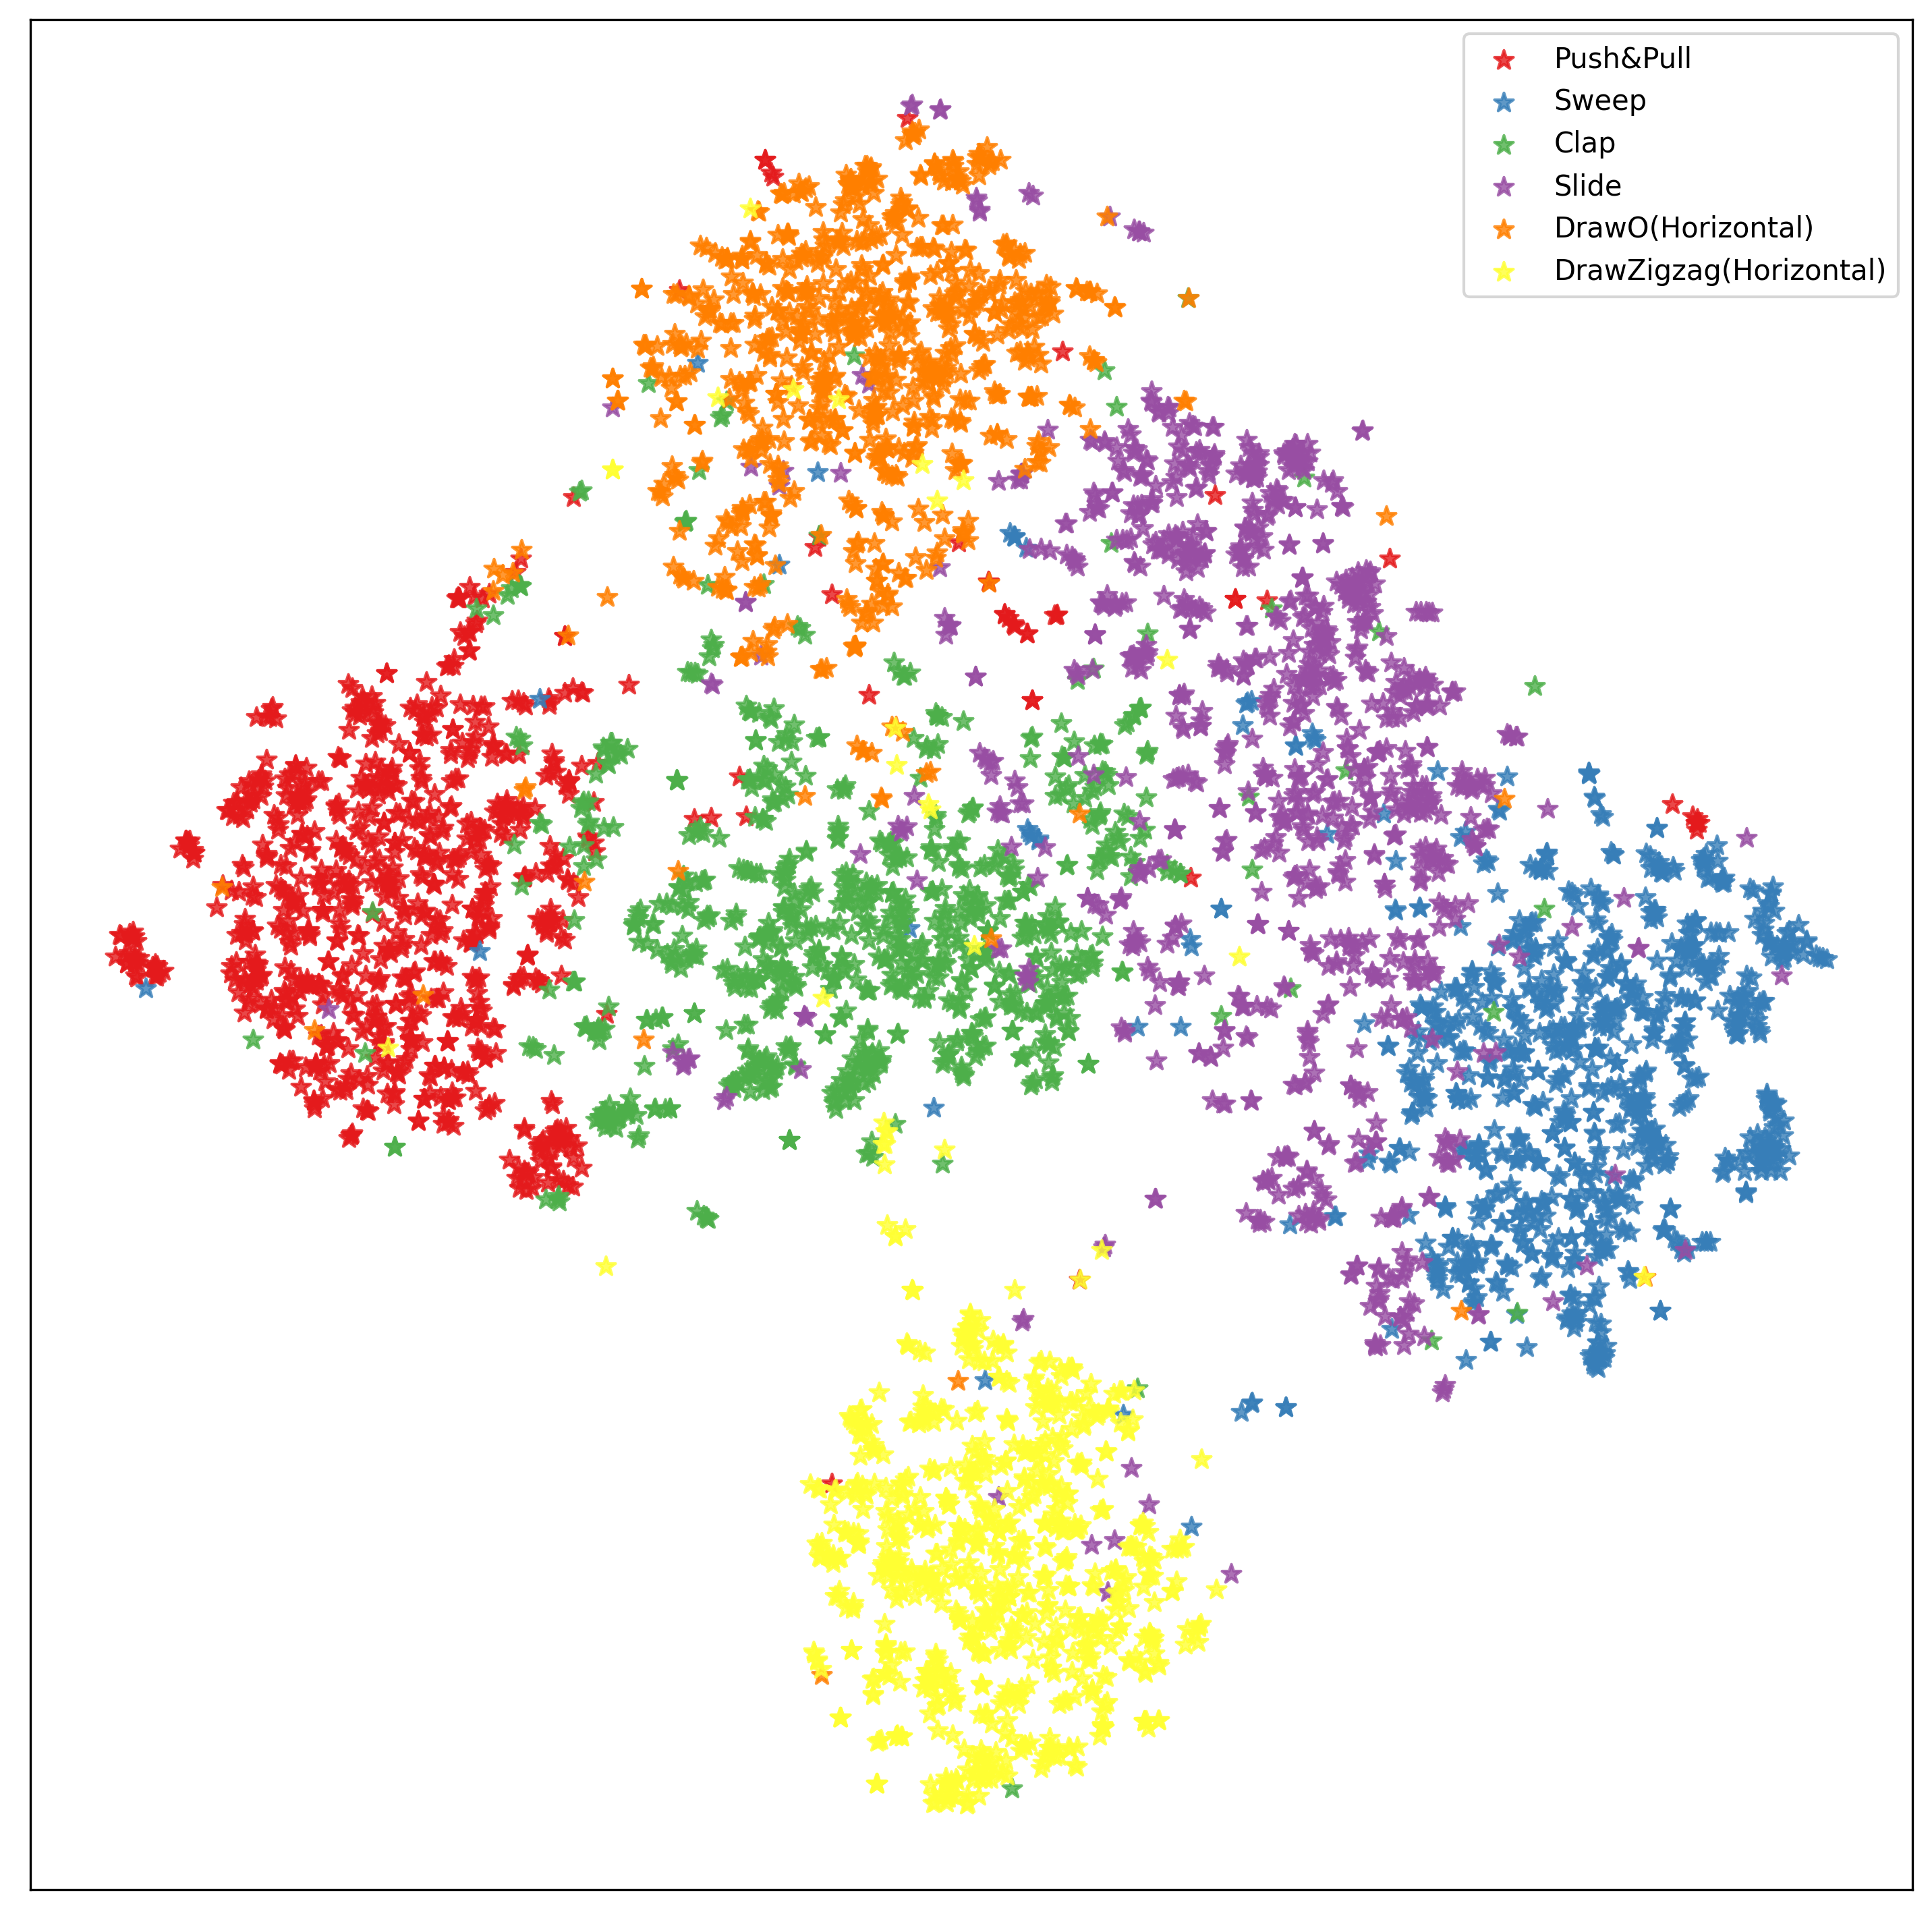 Push&Pull
Sweep
Clap
Slide
DrawO(Horizontal)
DrawZigzag(Horizontal)